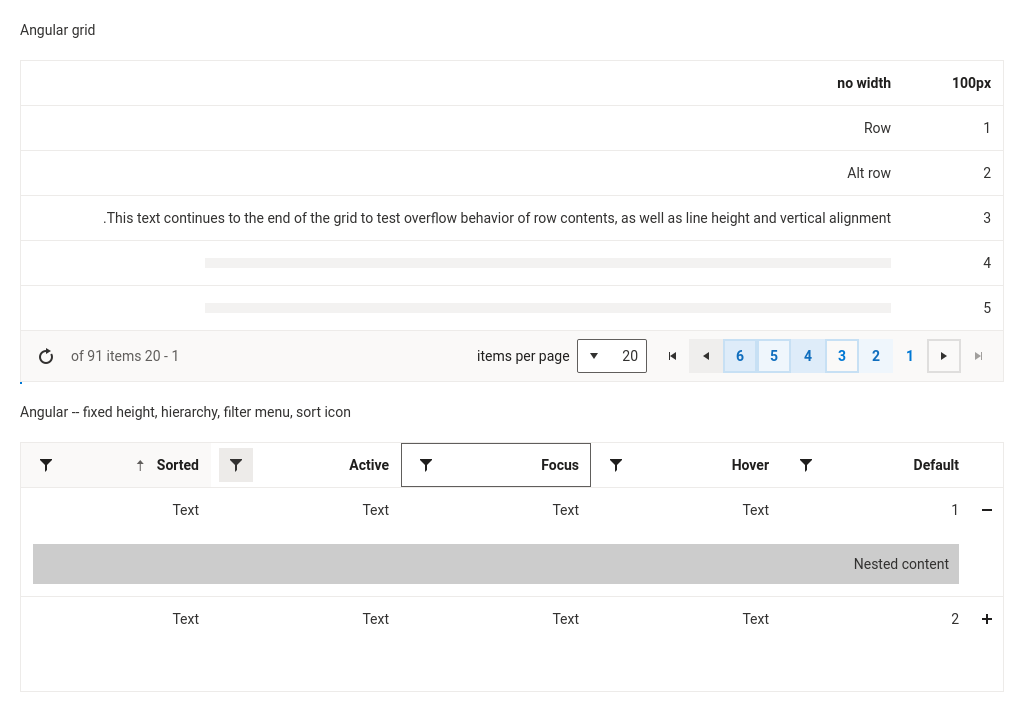 Angular grid
no width 100px
Row 1
Alt row 2
.This text continues to the end of the grid to test overflow behavior of row contents, as well as line height and vertical alignment 3
4
5
of 91 items 20 - 1 items per page 20 6 5 4 3 2 1
Angular -- fixed height, hierarchy, filter menu, sort icon
Sorted Active Focus Hover Default
Text Text Text Text 1
Nested content
Text Text Text Text 2